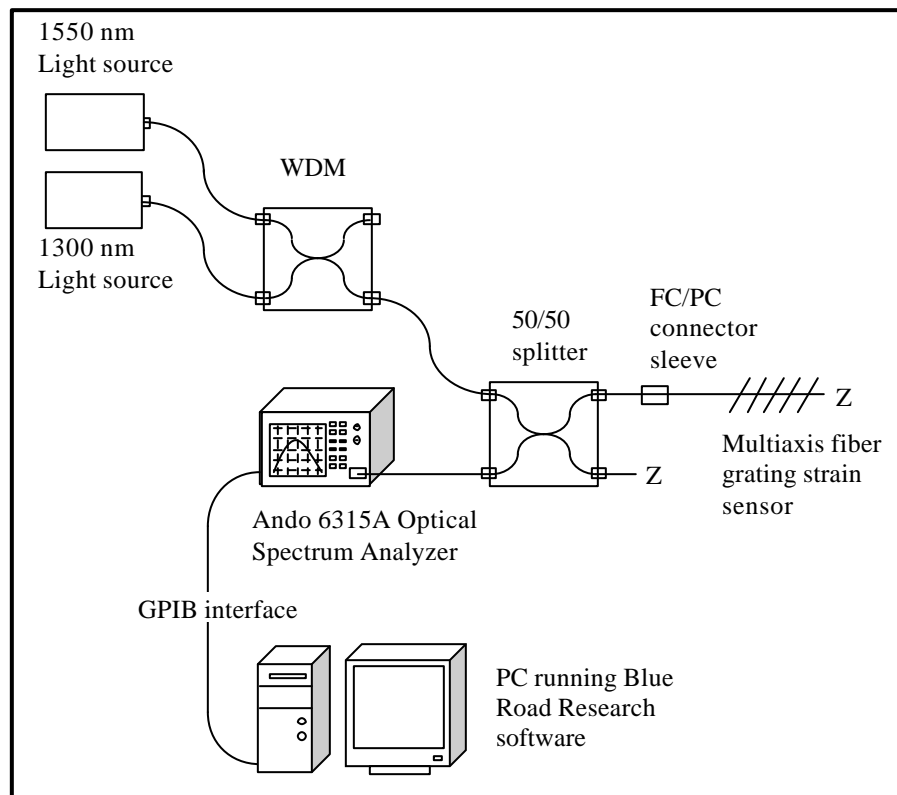 1550 nm
Light source
WDM
1300 nm
Light source
50/50
splitter
FC/PC
connector
sleeve
Z
Multiaxis fiber
grating strain
sensor
Z
Ando 6315A Optical
Spectrum Analyzer
GPIB interface
PC running Blue
Road Research
software